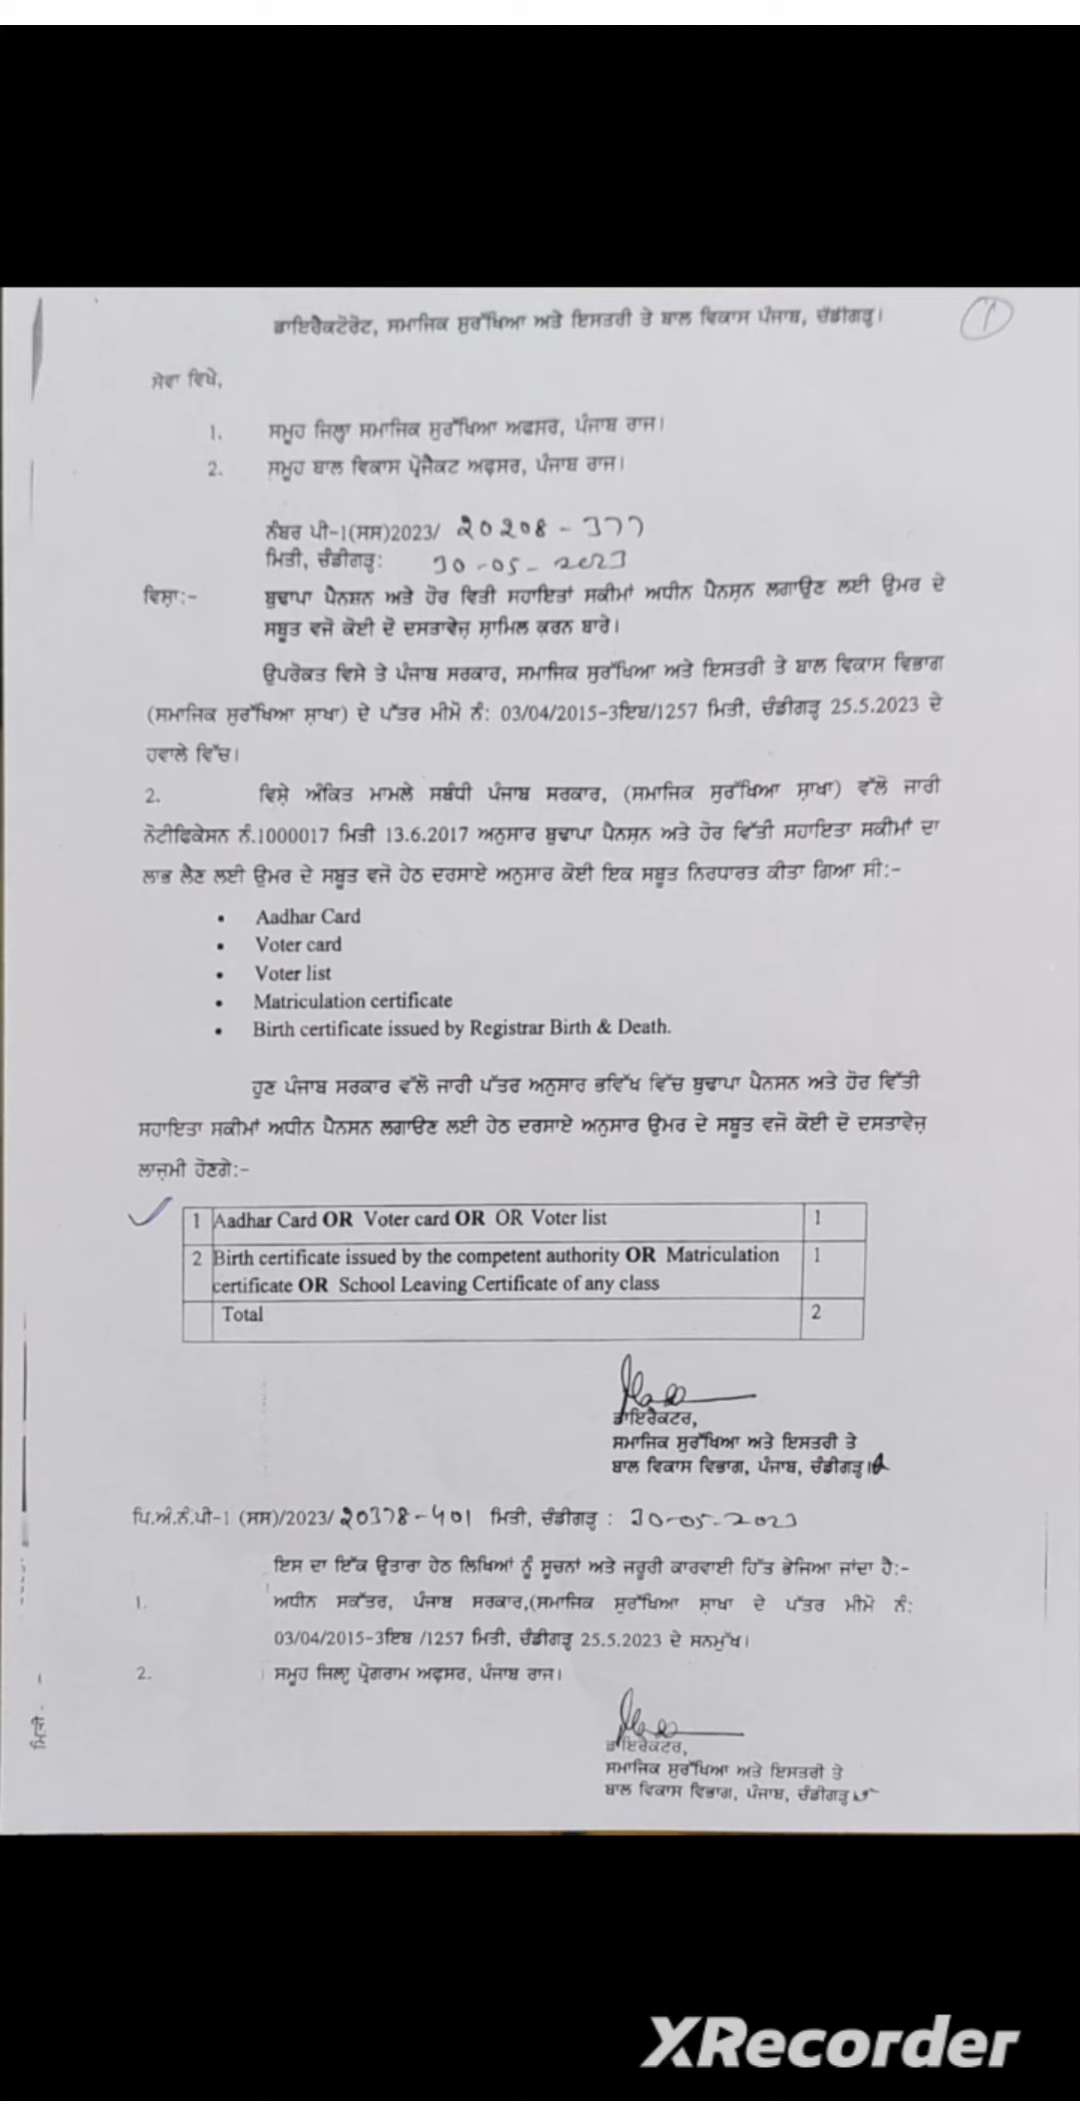 ਡਾਇਰੈਕਟੋਰੇਟ, ਸਮਾਜਿਕ ਸੁਰੱਖਿਆ ਅਤੇ ਇਸਤਰੀ ਤੇ ਬਾਲ ਵਿਕਾਸ ਪੰਜਾਬ, ਚੰਡੀਗੜ੍ਹ।
1
ਸੇਵਾ ਵਿਖੇ,
1. ਸਮੂਹ ਜਿਲ੍ਹਾ ਸਮਾਜਿਕ ਸੁਰੱਖਿਆ ਅਫਸਰ, ਪੰਜਾਬ ਰਾਜ।
2. ਸਮੂਹ ਬਾਲ ਵਿਕਾਸ ਪ੍ਰੋਜੈਕਟ ਅਫ਼ਸਰ, ਪੰਜਾਬ ਰਾਜ।
ਨੰਬਰ ਪੀ-1(ਸਸ)2023/ 20208-377
ਮਿਤੀ, ਚੰਡੀਗੜ੍ਹ: 30-05-2023
ਵਿਸ਼ਾ:- ਬੁਢਾਪਾ ਪੈਨਸ਼ਨ ਅਤੇ ਹੋਰ ਵਿਤੀ ਸਹਾਇਤਾਂ ਸਕੀਮਾਂ ਅਧੀਨ ਪੈਨਸ਼ਨ ਲਗਾਉਣ ਲਈ ਉਮਰ ਦੇ
ਸਬੂਤ ਵਜੋ ਕੋਈ ਦੋ ਦਸਤਾਵੇਜ਼ ਸ਼ਾਮਿਲ ਕਰਨ ਬਾਰੇ।
ਉਪਰੋਕਤ ਵਿਸੇ ਤੇ ਪੰਜਾਬ ਸਰਕਾਰ, ਸਮਾਜਿਕ ਸੁਰੱਖਿਆ ਅਤੇ ਇਸਤਰੀ ਤੇ ਬਾਲ ਵਿਕਾਸ ਵਿਭਾਗ
(ਸਮਾਜਿਕ ਸੁਰੱਖਿਆ ਸ਼ਾਖਾ) ਦੇ ਪੱਤਰ ਮੀਮੋ ਨੰ: 03/04/2015-3ਇਬ/1257 ਮਿਤੀ, ਚੰਡੀਗੜ੍ਹ 25.5.2023 ਦੇ
ਹਵਾਲੇ ਵਿੱਚ।
2. ਵਿਸ਼ੇ ਅੰਕਿਤ ਮਾਮਲੇ ਸਬੰਧੀ ਪੰਜਾਬ ਸਰਕਾਰ, (ਸਮਾਜਿਕ ਸੁਰੱਖਿਆ ਸ਼ਾਖਾ) ਵੱਲੋ ਜਾਰੀ
ਨੋਟੀਫਿਕੇਸਨ ਨੰ.1000017 ਮਿਤੀ 13.6.2017 ਅਨੁਸਾਰ ਬੁਢਾਪਾ ਪੈਨਸ਼ਨ ਅਤੇ ਹੋਰ ਵਿੱਤੀ ਸਹਾਇਤਾ ਸਕੀਮਾਂ ਦਾ
ਲਾਭ ਲੈਣ ਲਈ ਉਮਰ ਦੇ ਸਬੂਤ ਵਜੋ ਹੇਠ ਦਰਸਾਏ ਅਨੁਸਾਰ ਕੋਈ ਇਕ ਸਬੂਤ ਨਿਰਧਾਰਤ ਕੀਤਾ ਗਿਆ ਸੀ:-
• Aadhar Card
• Voter card
• Voter list
• Matriculation certificate
• Birth certificate issued by Registrar Birth & Death.
ਹੁਣ ਪੰਜਾਬ ਸਰਕਾਰ ਵੱਲੋ ਜਾਰੀ ਪੱਤਰ ਅਨੁਸਾਰ ਭਵਿੱਖ ਵਿੱਚ ਬੁਢਾਪਾ ਪੈਨਸਨ ਅਤੇ ਹੋਰ ਵਿੱਤੀ
ਸਹਾਇਤਾ ਸਕੀਮਾਂ ਅਧੀਨ ਪੈਨਸਨ ਲਗਾਉਣ ਲਈ ਹੇਠ ਦਰਸਾਏ ਅਨੁਸਾਰ ਉਮਰ ਦੇ ਸਬੂਤ ਵਜੋ ਕੋਈ ਦੋ ਦਸਤਾਵੇਜ਼
ਲਾਜ਼ਮੀ ਹੋਣਗੇ:-
1 Aadhar Card OR Voter card OR OR Voter list 1
2 Birth certificate issued by the competent authority OR Matriculation 1
certificate OR School Leaving Certificate of any class
Total 2
ਡਾਇਰੈਕਟਰ,
ਸਮਾਜਿਕ ਸੁਰੱਖਿਆ ਅਤੇ ਇਸਤਰੀ ਤੇ
ਬਾਲ ਵਿਕਾਸ ਵਿਭਾਗ, ਪੰਜਾਬ, ਚੰਡੀਗੜ੍ਹ।
ਪਿ.ਅੰ.ਨੰ.ਪੀ-1 (ਸਸ)/2023/ 20378-401 ਮਿਤੀ, ਚੰਡੀਗੜ੍ਹ : 30-05-2023
ਇਸ ਦਾ ਇੱਕ ਉਤਾਰਾ ਹੇਠ ਲਿਖਿਆਂ ਨੂੰ ਸੂਚਨਾਂ ਅਤੇ ਜਰੂਰੀ ਕਾਰਵਾਈ ਹਿੱਤ ਭੇਜਿਆ ਜਾਂਦਾ ਹੈ:-
1. ਅਧੀਨ ਸਕੱਤਰ, ਪੰਜਾਬ ਸਰਕਾਰ,(ਸਮਾਜਿਕ ਸੁਰੱਖਿਆ ਸ਼ਾਖਾ ਦੇ ਪੱਤਰ ਮੀਮੋ ਨੰ:
03/04/2015-3ਇਬ /1257 ਮਿਤੀ, ਚੰਡੀਗੜ੍ਹ 25.5.2023 ਦੇ ਸਨਮੁੱਖ।
2. ਸਮੂਹ ਜਿਲ੍ਹਾ ਪ੍ਰੋਗਰਾਮ ਅਫ਼ਸਰ, ਪੰਜਾਬ ਰਾਜ।
ਡਾਇਰੈਕਟਰ,
ਸਮਾਜਿਕ ਸੁਰੱਖਿਆ ਅਤੇ ਇਸਤਰੀ ਤੇ
ਬਾਲ ਵਿਕਾਸ ਵਿਭਾਗ, ਪੰਜਾਬ, ਚੰਡੀਗੜ੍ਹ
XRecorder